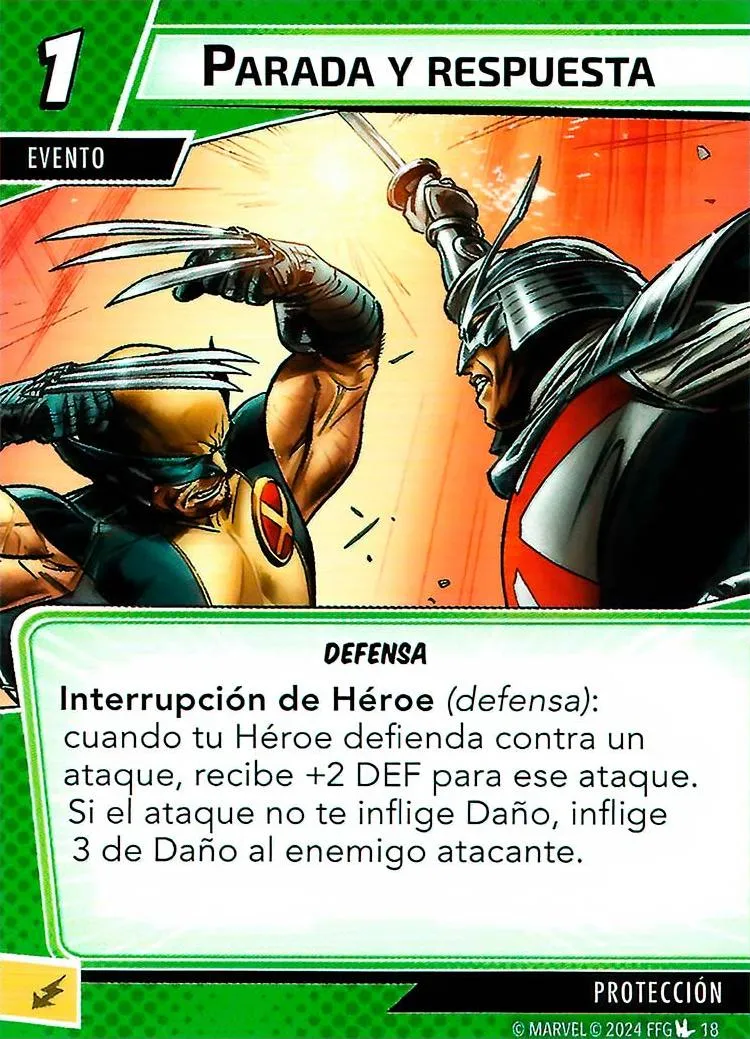 1
PARADA Y RESPUESTA
EVENTO
DEFENSA
Interrupción de Héroe (defensa):
cuando tu Héroe defienda contra un
ataque, recibe +2 DEF para ese ataque.
Si el ataque no te inflige Daño, inflige
3 de Daño al enemigo atacante.
PROTECCIÓN
© MARVEL © 2024 FFG 18